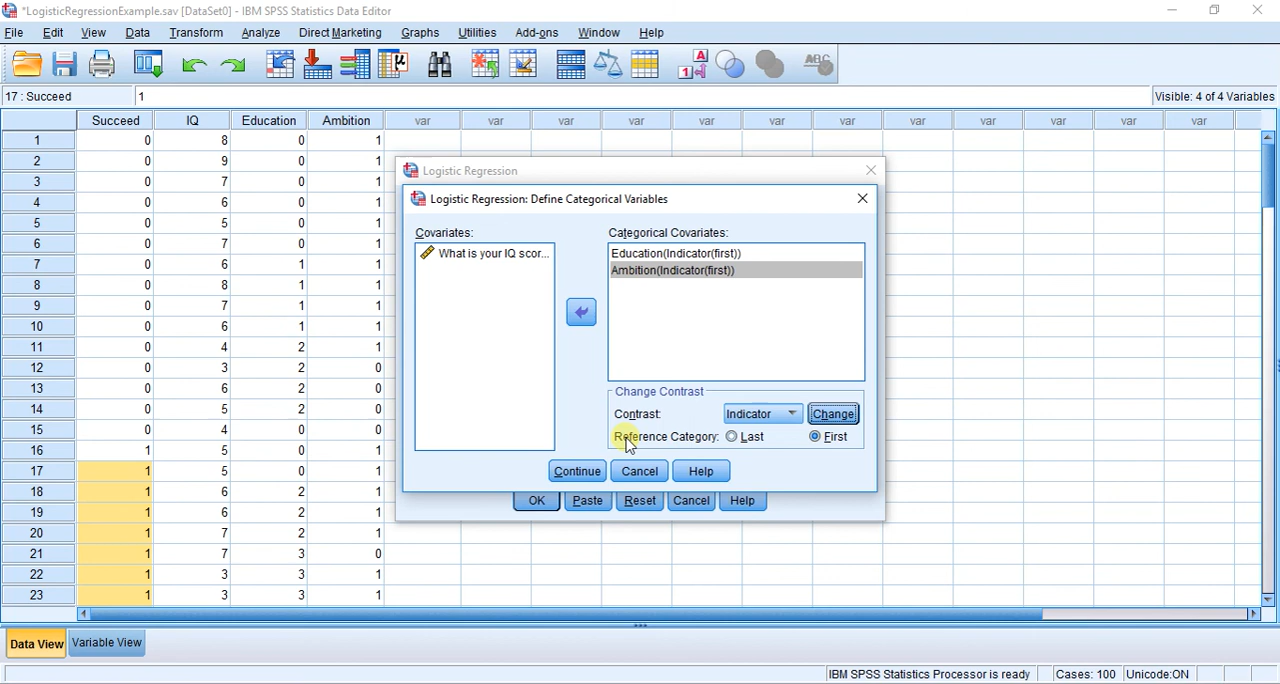 *LogisticRegressionExample.sav [DataSet0] - IBM SPSS Statistics Data Editor
File Edit View Data Transform Analyze Direct Marketing Graphs Utilities Add-ons Window Help
17 : Succeed 1 Visible: 4 of 4 Variables
Succeed IQ Education Ambition var var var var var var var var var var var var
1 0 8 0 1
2 0 9 0 1
3 0 7 0 1
4 0 6 0 1
5 0 5 0 1
6 0 7 0 1
7 0 6 1 1
8 0 8 1 1
9 0 7 1 1
10 0 6 1 1
11 0 4 2 1
12 0 3 2 0
13 0 6 2 0
14 0 5 2 0
15 0 4 0 0
16 1 5 0 1
17 1 5 0 1
18 1 6 2 1
19 1 6 2 1
20 1 7 2 1
21 1 7 3 0
22 1 3 3 1
23 1 3 3 1
Logistic Regression
Logistic Regression: Define Categorical Variables
Covariates:
What is your IQ scor...
Categorical Covariates:
Education(Indicator(first))
Ambition(Indicator(first))
Change Contrast
Contrast: Indicator Change
Reference Category: Last First
Continue Cancel Help
OK Paste Reset Cancel Help
Data View Variable View
IBM SPSS Statistics Processor is ready Cases: 100 Unicode:ON